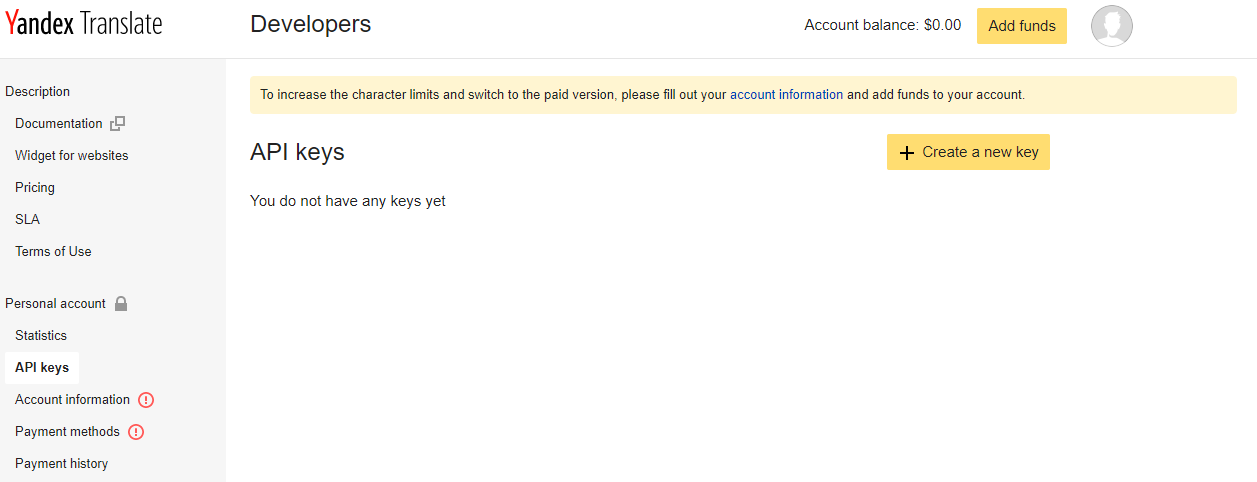 Yandex Translate
Developers
Account balance: $0.00
Add funds
Description
Documentation
Widget for websites
Pricing
SLA
Terms of Use
Personal account
Statistics
API keys
Account information
Payment methods
Payment history
To increase the character limits and switch to the paid version, please fill out your account information and add funds to your account.
API keys
+ Create a new key
You do not have any keys yet